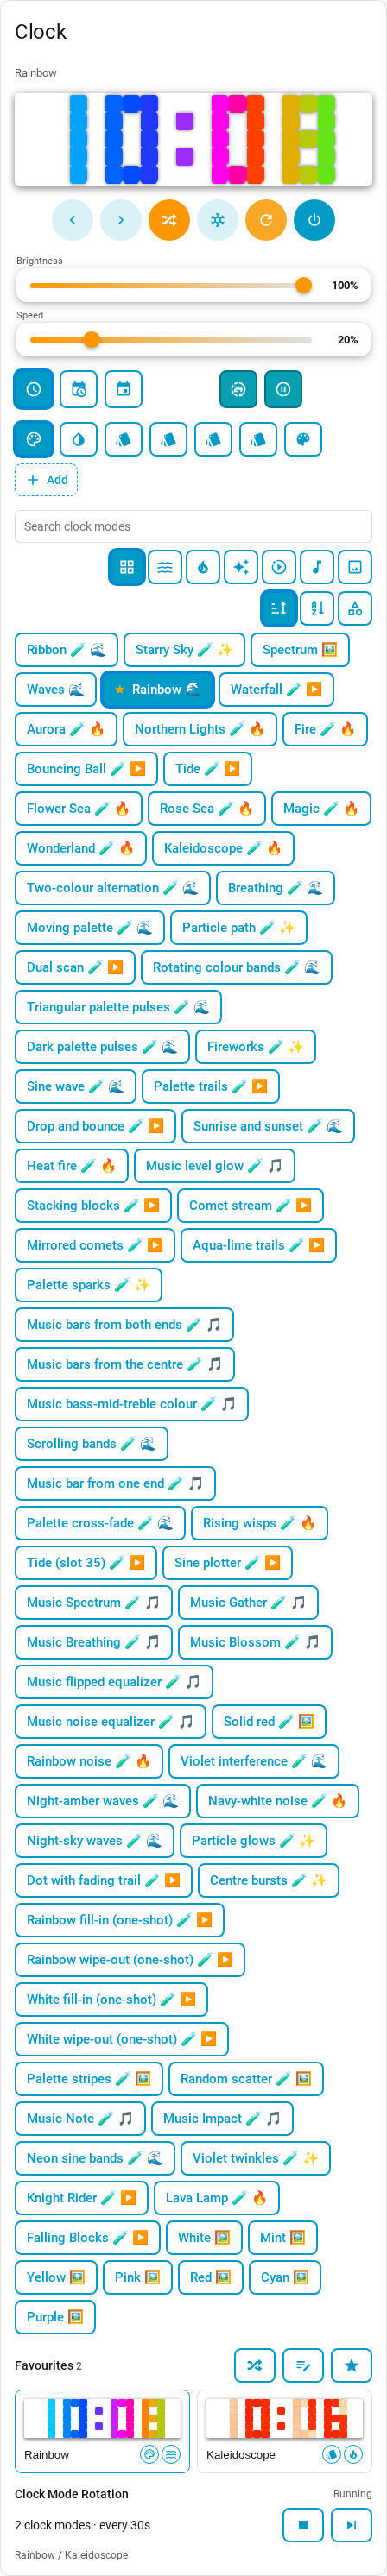 Clock
Rainbow
10:08
Brightness
100%
Speed
20%
24
Add
Search clock modes
Ribbon 🧪 🌊 Starry Sky 🧪 ✨ Spectrum 🖼️
Waves 🌊 ★ Rainbow 🌊 Waterfall 🧪 ▶️
Aurora 🧪 🔥 Northern Lights 🧪 🔥 Fire 🧪 🔥
Bouncing Ball 🧪 ▶️ Tide 🧪 ▶️
Flower Sea 🧪 🔥 Rose Sea 🧪 🔥 Magic 🧪 🔥
Wonderland 🧪 🔥 Kaleidoscope 🧪 🔥
Two-colour alternation 🧪 🌊 Breathing 🧪 🌊
Moving palette 🧪 🌊 Particle path 🧪 ✨
Dual scan 🧪 ▶️ Rotating colour bands 🧪 🌊
Triangular palette pulses 🧪 🌊
Dark palette pulses 🧪 🌊 Fireworks 🧪 ✨
Sine wave 🧪 🌊 Palette trails 🧪 ▶️
Drop and bounce 🧪 ▶️ Sunrise and sunset 🧪 🌊
Heat fire 🧪 🔥 Music level glow 🧪 🎵
Stacking blocks 🧪 ▶️ Comet stream 🧪 ▶️
Mirrored comets 🧪 ▶️ Aqua-lime trails 🧪 ▶️
Palette sparks 🧪 ✨
Music bars from both ends 🧪 🎵
Music bars from the centre 🧪 🎵
Music bass-mid-treble colour 🧪 🎵
Scrolling bands 🧪 🌊
Music bar from one end 🧪 🎵
Palette cross-fade 🧪 🌊 Rising wisps 🧪 🔥
Tide (slot 35) 🧪 ▶️ Sine plotter 🧪 ▶️
Music Spectrum 🧪 🎵 Music Gather 🧪 🎵
Music Breathing 🧪 🎵 Music Blossom 🧪 🎵
Music flipped equalizer 🧪 🎵
Music noise equalizer 🧪 🎵 Solid red 🧪 🖼️
Rainbow noise 🧪 🔥 Violet interference 🧪 🌊
Night-amber waves 🧪 🌊 Navy-white noise 🧪 🔥
Night-sky waves 🧪 🌊 Particle glows 🧪 ✨
Dot with fading trail 🧪 ▶️ Centre bursts 🧪 ✨
Rainbow fill-in (one-shot) 🧪 ▶️
Rainbow wipe-out (one-shot) 🧪 ▶️
White fill-in (one-shot) 🧪 ▶️
White wipe-out (one-shot) 🧪 ▶️
Palette stripes 🧪 🖼️ Random scatter 🧪 🖼️
Music Note 🧪 🎵 Music Impact 🧪 🎵
Neon sine bands 🧪 🌊 Violet twinkles 🧪 ✨
Knight Rider 🧪 ▶️ Lava Lamp 🧪 🔥
Falling Blocks 🧪 ▶️ White 🖼️ Mint 🖼️
Yellow 🖼️ Pink 🖼️ Red 🖼️ Cyan 🖼️
Purple 🖼️
Favourites 2
10:08 10:16
Rainbow Kaleidoscope
Clock Mode Rotation Running
2 clock modes · every 30s
Rainbow / Kaleidoscope